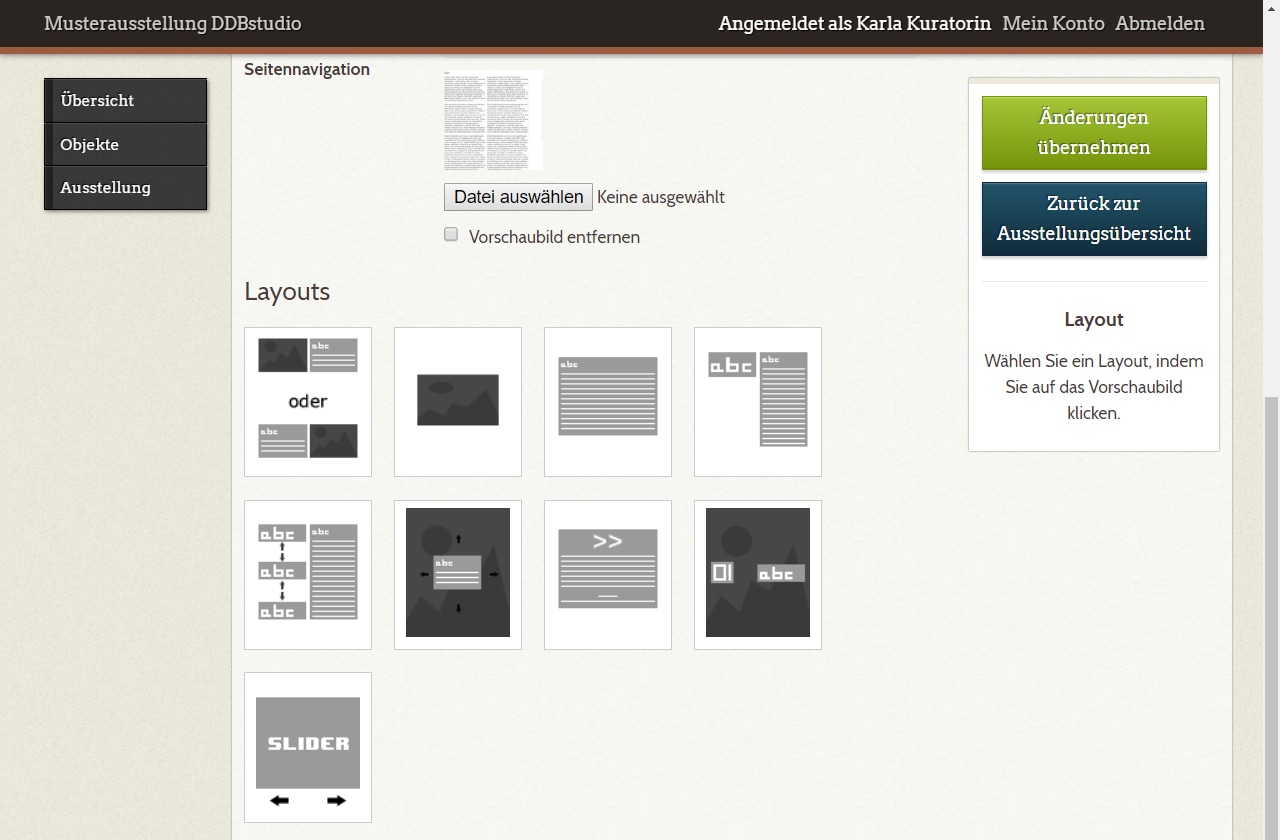 Musterausstellung DDBstudio
Angemeldet als Karla Kuratorin Mein Konto Abmelden
Übersicht
Objekte
Ausstellung
Seitennavigation
Datei auswählen Keine ausgewählt
Vorschaubild entfernen
Layouts
abc
oder
abc
abc
abc
abc
abc
abc
abc
abc
abc
>>
01
abc
SLIDER
Änderungen
übernehmen
Zurück zur
Ausstellungsübersicht
Layout
Wählen Sie ein Layout, indem
Sie auf das Vorschaubild
klicken.